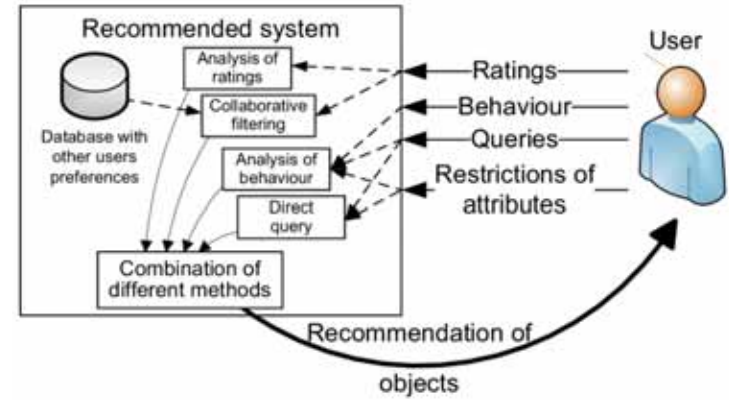 Recommended system
User
Analysis of
ratings
Ratings
Collaborative
filtering
Behaviour
Database with
other users
preferences
Queries
Analysis of
behaviour
Restrictions of
attributes
Direct
query
Combination of
different methods
Recommendation of
objects